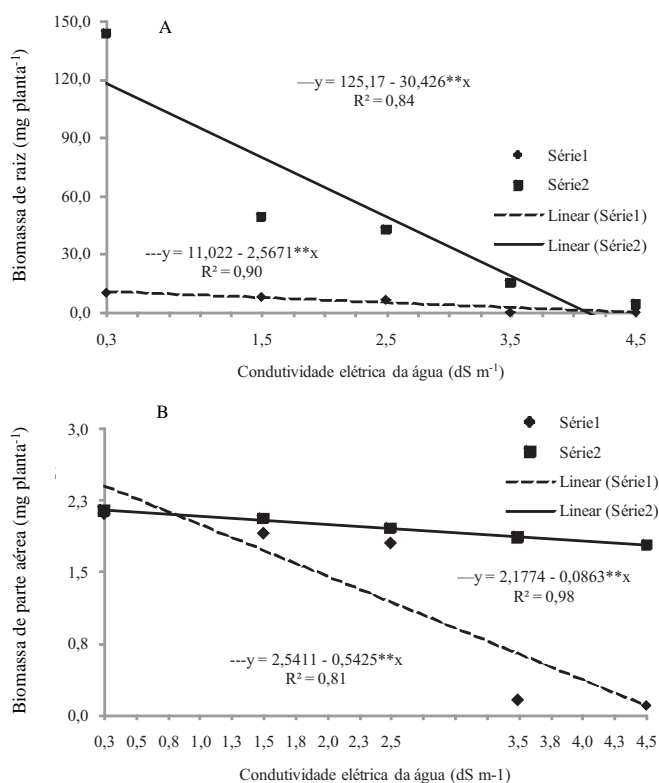 A
Biomassa de raiz (mg planta⁻¹)
150,0
120,0
90,0
60,0
30,0
0,0
—y = 125,17 - 30,426**x
R² = 0,84
Série1
Série2
Linear (Série1)
Linear (Série2)
---y = 11,022 - 2,5671**x
R² = 0,90
0,3 1,5 2,5 3,5 4,5
Condutividade elétrica da água (dS m⁻¹)
B
Biomassa de parte aérea (mg planta⁻¹)
3,0
2,3
1,5
0,8
0,0
Série1
Série2
Linear (Série1)
Linear (Série2)
—y = 2,1774 - 0,0863**x
R² = 0,98
---y = 2,5411 - 0,5425**x
R² = 0,81
0,3 0,5 0,8 1,3 1,5 2,0 2,3 2,5 3,5 4,0 4,3 4,5
Condutividade elétrica da água (dS m-1)